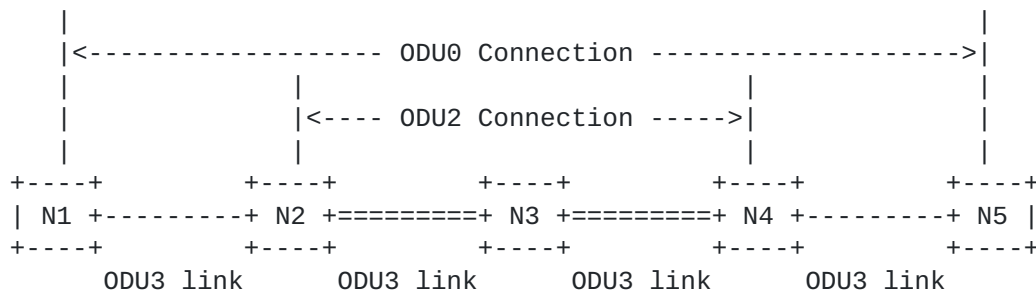 |<------------------- ODU0 Connection -------------------->|
|<---- ODU2 Connection ----->|
| N1 +---------+ N2 +=========+ N3 +=========+ N4 +---------+ N5 |
ODU3 link ODU3 link ODU3 link ODU3 link